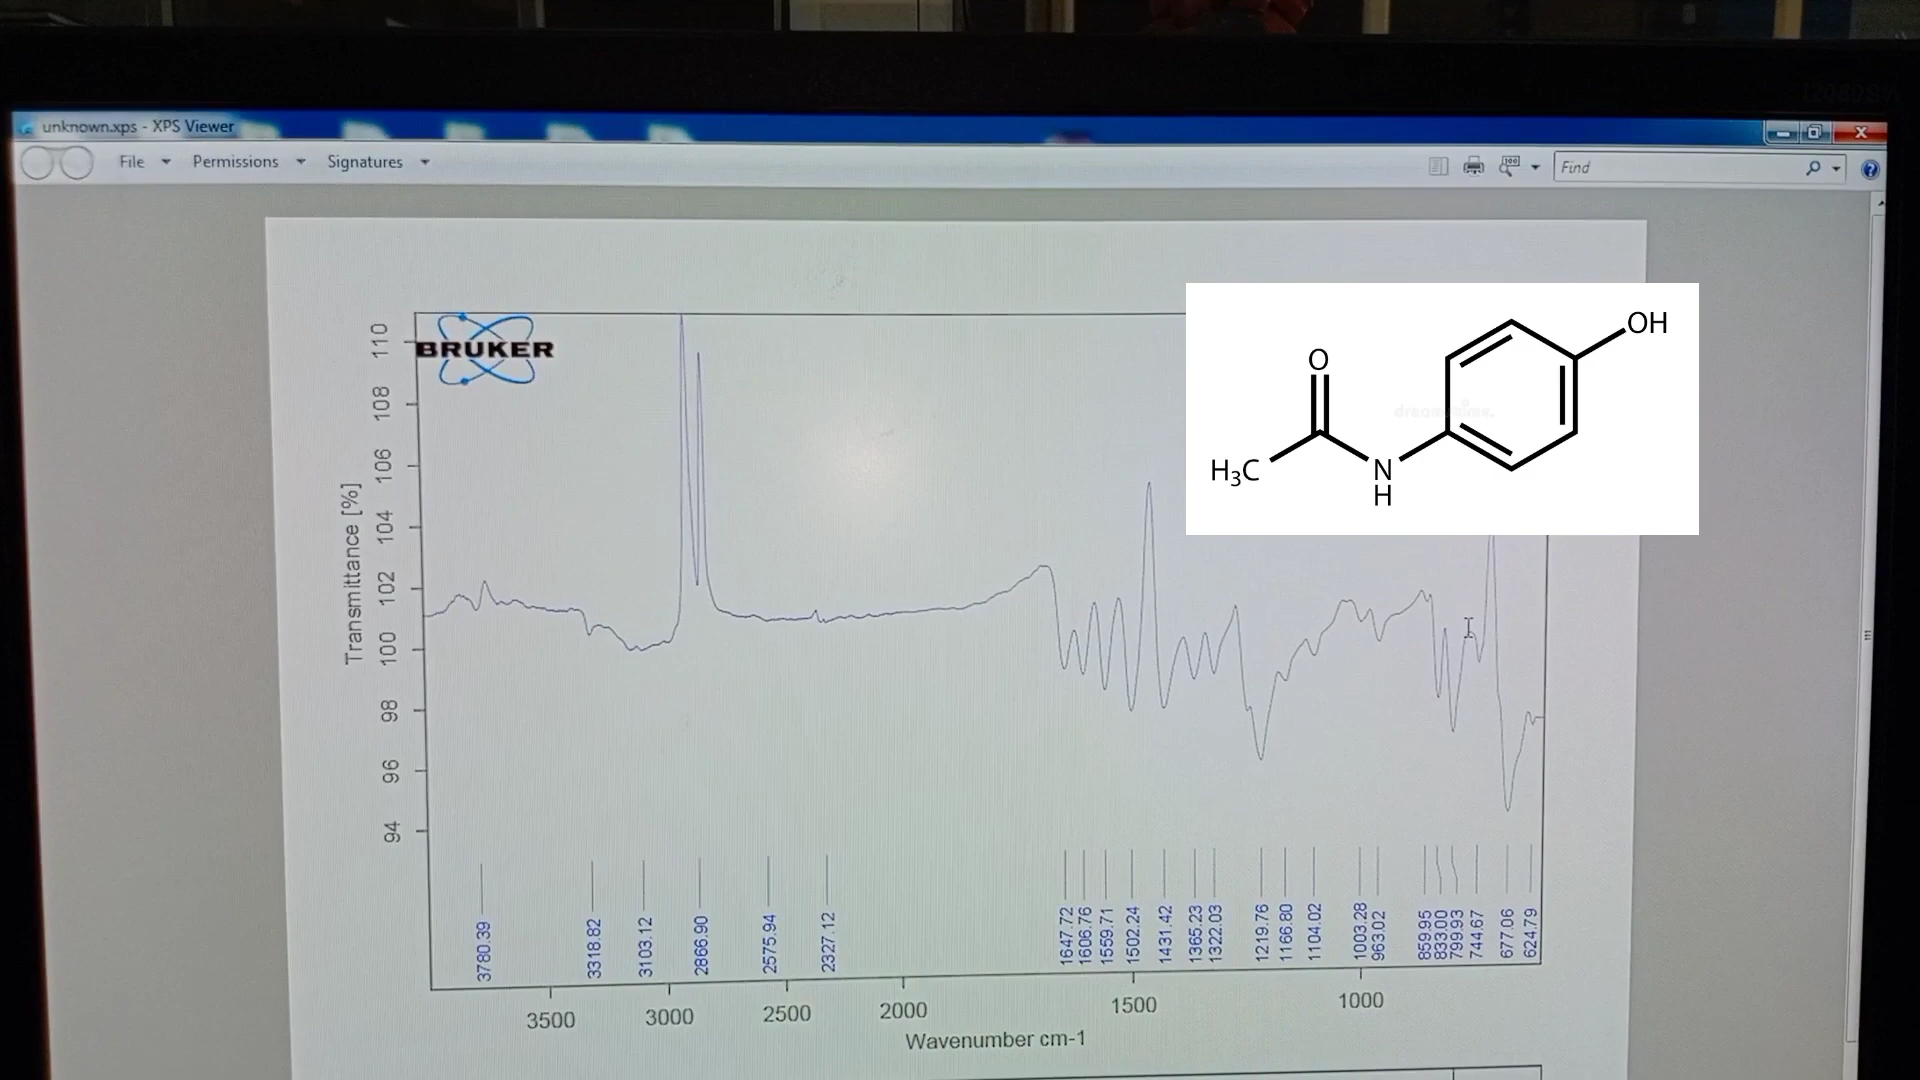 unknown.xps - XPS Viewer
File Permissions Signatures
Find
BRUKER
110
108
106
104
102
100
98
96
94
Transmittance [%]
OH
O
H₃C
N
H
3780.39
3318.82
3103.12
2866.90
2575.94
2327.12
1647.72
1606.76
1559.71
1502.24
1431.42
1365.23
1322.03
1219.76
1166.80
1104.02
1003.28
963.02
859.95
833.00
799.93
744.67
677.06
624.79
3500 3000 2500 2000 1500 1000
Wavenumber cm-1